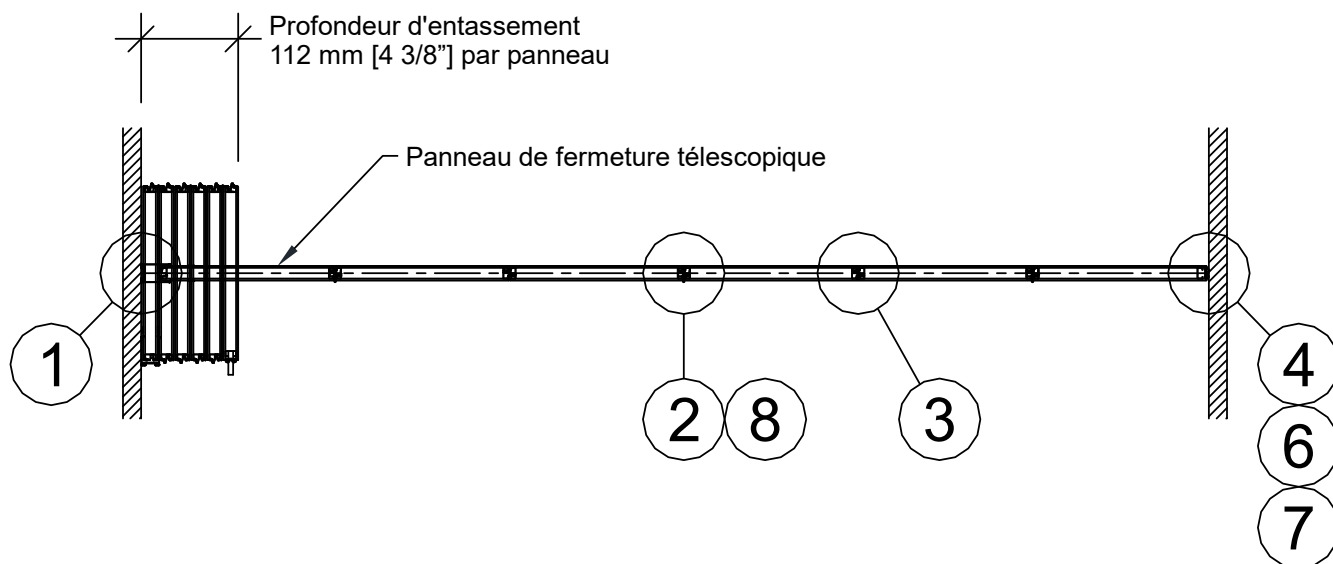 Profondeur d'entassement
112 mm [4 3/8”] par panneau
Panneau de fermeture télescopique
1
2
8
3
4
6
7